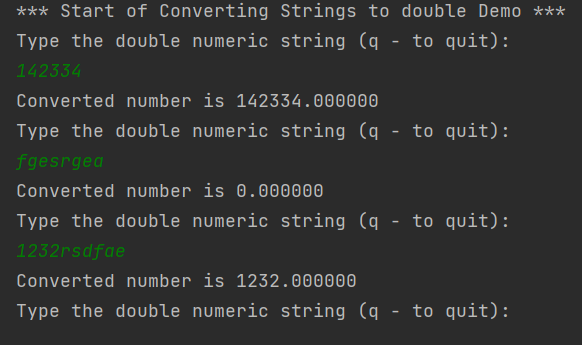 *** Start of Converting Strings to double Demo ***
Type the double numeric string (q - to quit):
142334
Converted number is 142334.000000
Type the double numeric string (q - to quit):
fgesrgea
Converted number is 0.000000
Type the double numeric string (q - to quit):
1232rsdfae
Converted number is 1232.000000
Type the double numeric string (q - to quit):